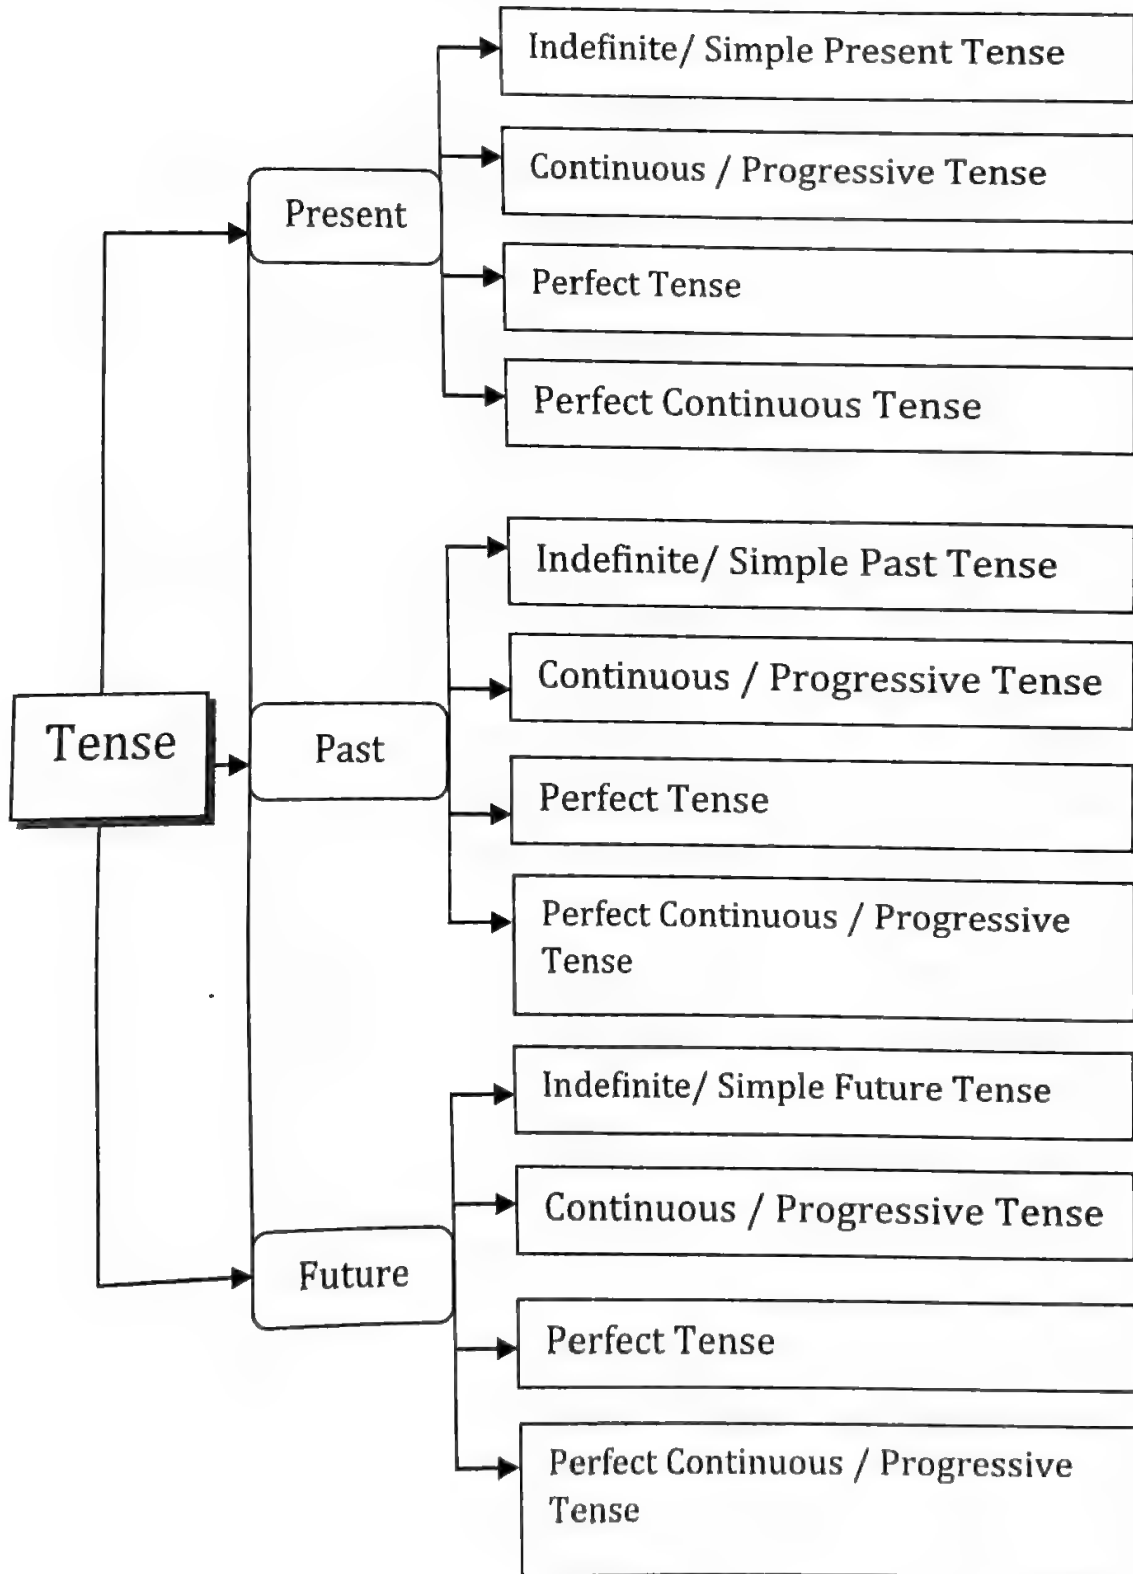 Indefinite/ Simple Present Tense
Continuous / Progressive Tense
Present
Perfect Tense
Perfect Continuous Tense
Indefinite/ Simple Past Tense
Continuous / Progressive Tense
Tense
Past
Perfect Tense
Perfect Continuous / Progressive
Tense
Indefinite/ Simple Future Tense
Continuous / Progressive Tense
Future
Perfect Tense
Perfect Continuous / Progressive
Tense